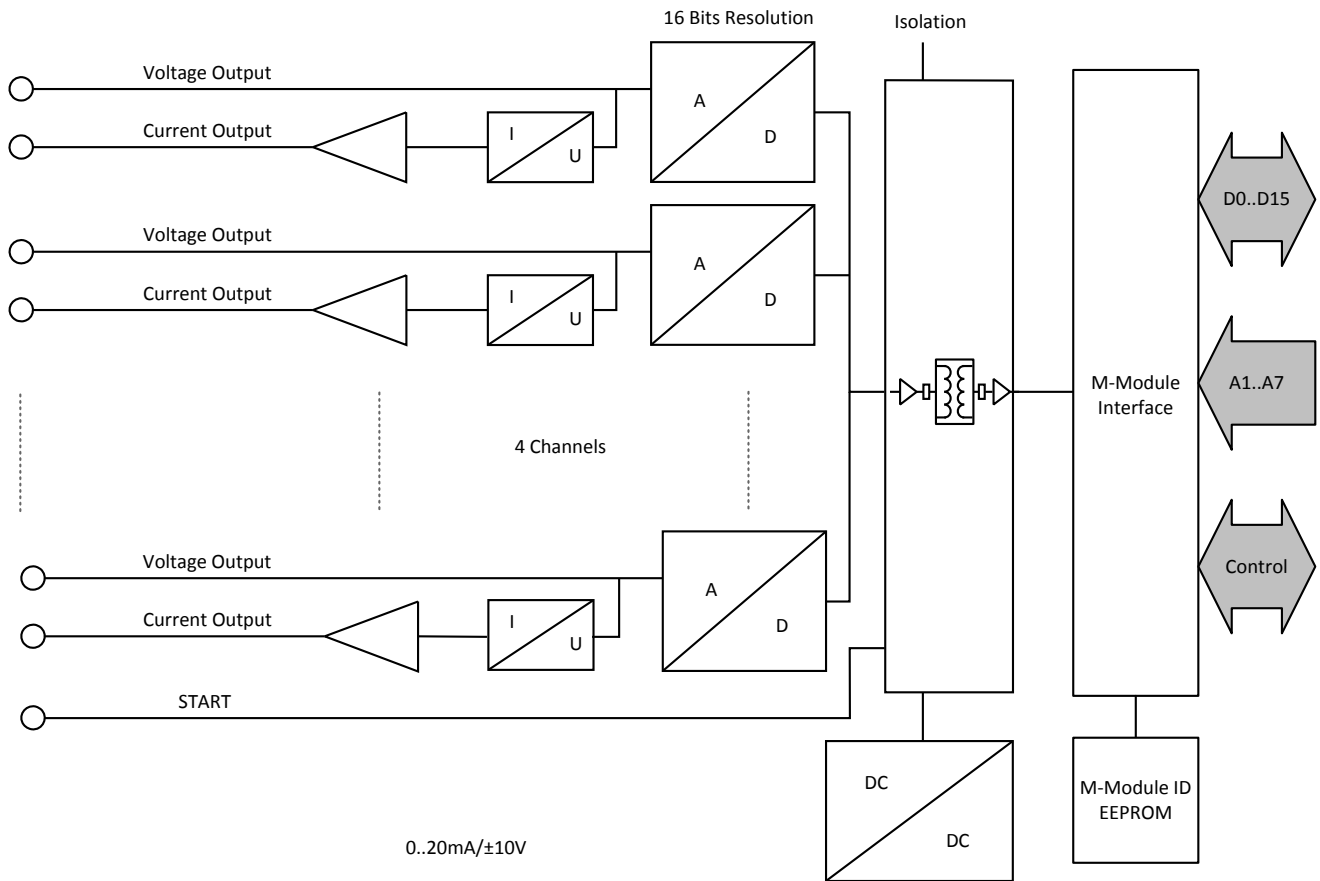 16 Bits Resolution
Isolation
Voltage Output
A
D
Current Output
I
U
D0..D15
Voltage Output
A
D
Current Output
I
U
M-Module
Interface
A1..A7
4 Channels
Voltage Output
A
D
Current Output
I
U
Control
START
DC
DC
M-Module ID
EEPROM
0..20mA/±10V